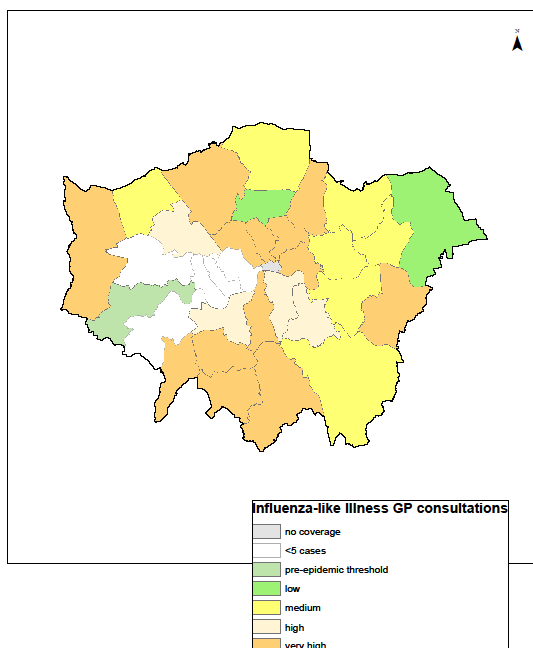 N
Influenza-like Illness GP consultations
no coverage
<5 cases
pre-epidemic threshold
low
medium
high
very high